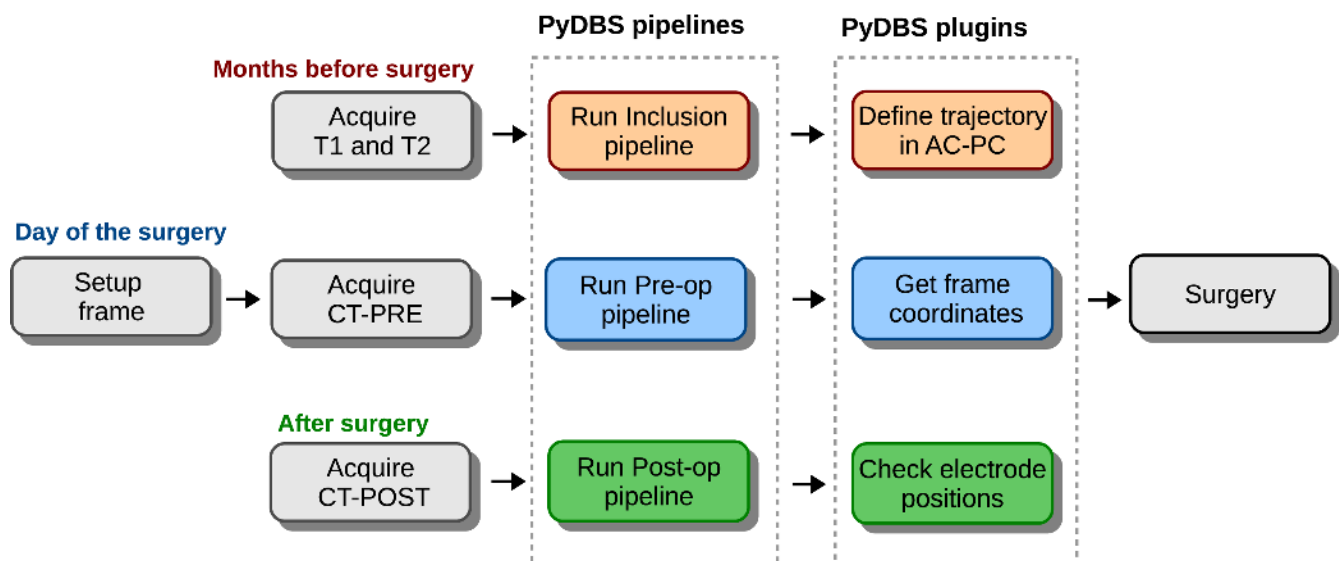 PyDBS pipelines
PyDBS plugins
Months before surgery
Acquire
T1 and T2
Run Inclusion
pipeline
Define trajectory
in AC-PC
Day of the surgery
Setup
frame
Acquire
CT-PRE
Run Pre-op
pipeline
Get frame
coordinates
Surgery
After surgery
Acquire
CT-POST
Run Post-op
pipeline
Check electrode
positions